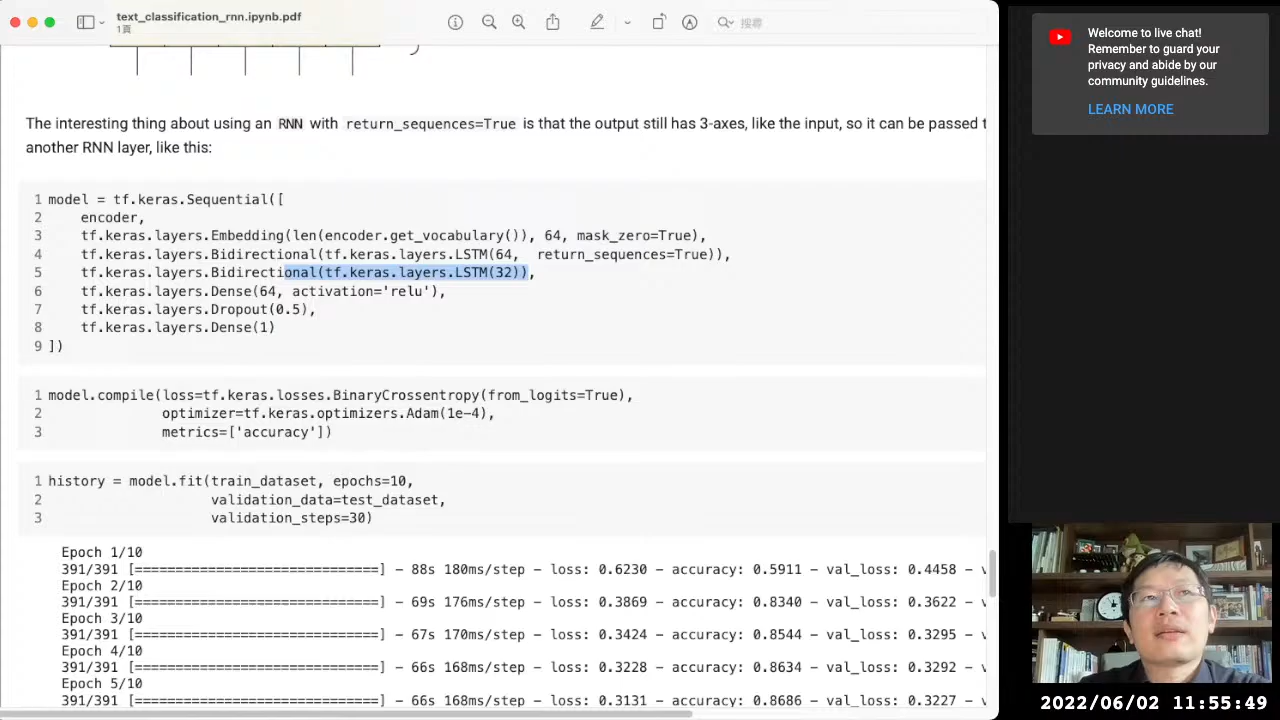 text_classification_rnn.ipynb.pdf
1頁
搜尋
The interesting thing about using an RNN with return_sequences=True is that the output still has 3-axes, like the input, so it can be passed t
another RNN layer, like this:
1 model = tf.keras.Sequential([
2     encoder,
3     tf.keras.layers.Embedding(len(encoder.get_vocabulary()), 64, mask_zero=True),
4     tf.keras.layers.Bidirectional(tf.keras.layers.LSTM(64,  return_sequences=True)),
5     tf.keras.layers.Bidirectional(tf.keras.layers.LSTM(32)),
6     tf.keras.layers.Dense(64, activation='relu'),
7     tf.keras.layers.Dropout(0.5),
8     tf.keras.layers.Dense(1)
9 ])
1 model.compile(loss=tf.keras.losses.BinaryCrossentropy(from_logits=True),
2               optimizer=tf.keras.optimizers.Adam(1e-4),
3               metrics=['accuracy'])
1 history = model.fit(train_dataset, epochs=10,
2                     validation_data=test_dataset,
3                     validation_steps=30)
Epoch 1/10
391/391 [==============================] - 88s 180ms/step - loss: 0.6230 - accuracy: 0.5911 - val_loss: 0.4458 - v
Epoch 2/10
391/391 [==============================] - 69s 176ms/step - loss: 0.3869 - accuracy: 0.8340 - val_loss: 0.3622 - v
Epoch 3/10
391/391 [==============================] - 67s 170ms/step - loss: 0.3424 - accuracy: 0.8544 - val_loss: 0.3295 - v
Epoch 4/10
391/391 [==============================] - 66s 168ms/step - loss: 0.3228 - accuracy: 0.8634 - val_loss: 0.3292 - v
Epoch 5/10
391/391 [==============================] - 66s 168ms/step - loss: 0.3131 - accuracy: 0.8686 - val_loss: 0.3227 - v
Welcome to live chat!
Remember to guard your
privacy and abide by our
community guidelines.
LEARN MORE
2022/06/02 11:55:49